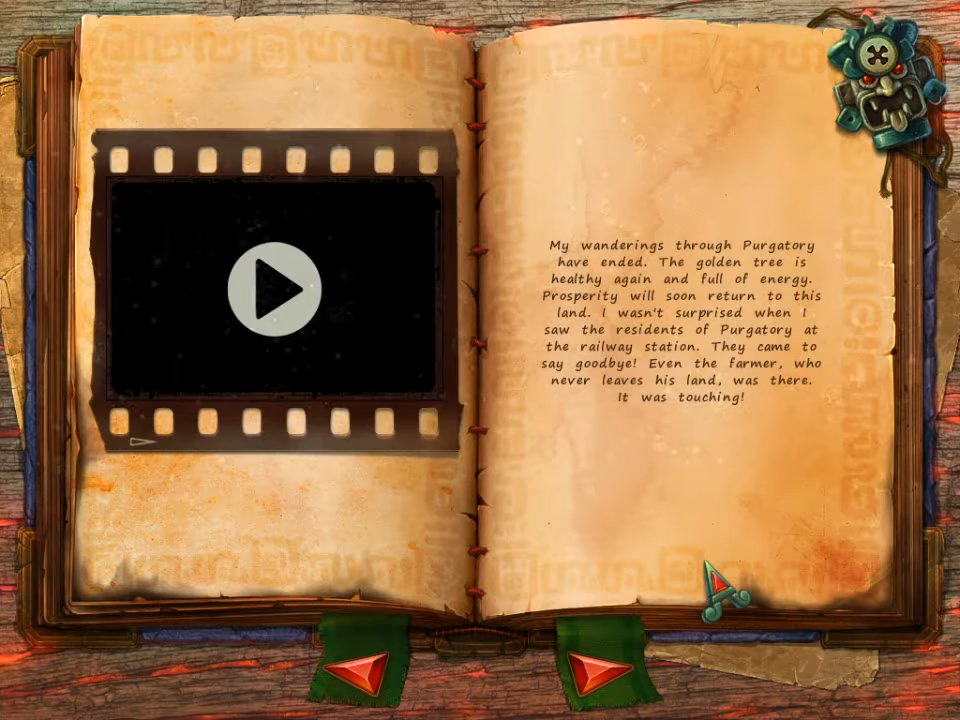 My wanderings through Purgatory
have ended. The golden tree is
healthy again and full of energy.
Prosperity will soon return to this
land. I wasn't surprised when I
saw the residents of Purgatory at
the railway station. They came to
say goodbye! Even the farmer, who
never leaves his land, was there.
It was touching!